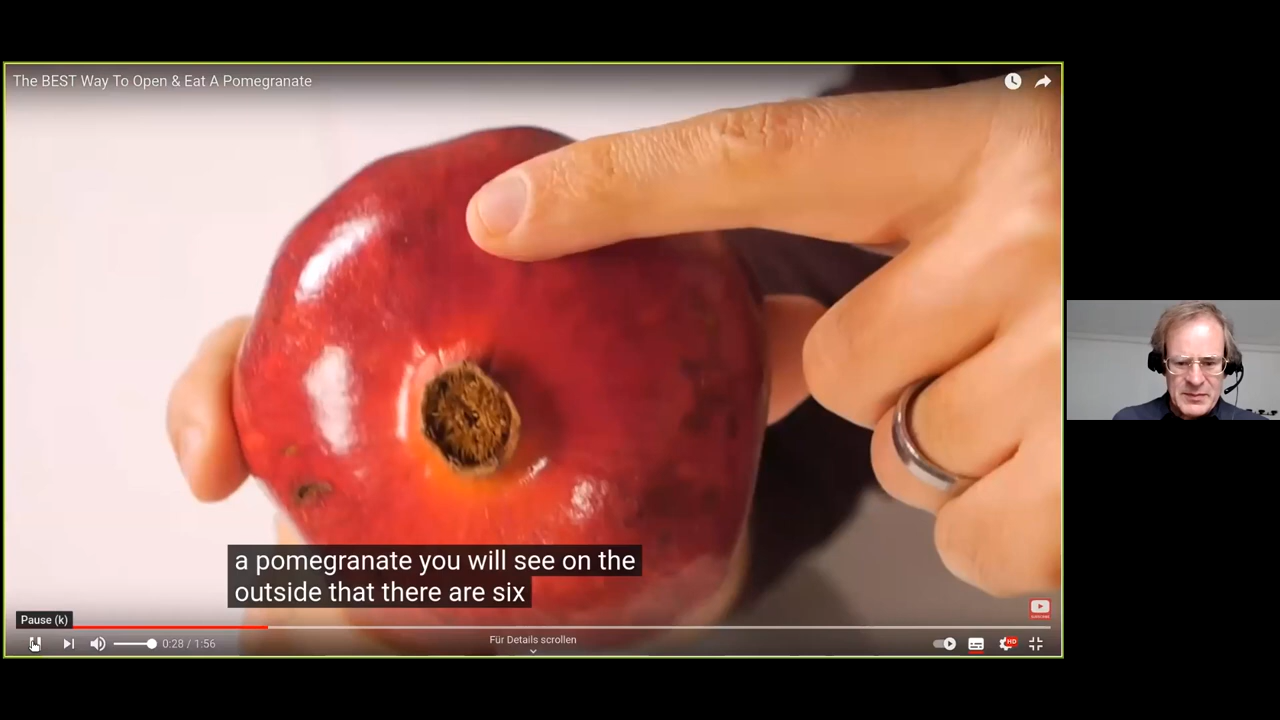 The BEST Way To Open & Eat A Pomegranate
a pomegranate you will see on the
outside that there are six
Pause (k)
0:28 / 1:56
Für Details scrollen
HD